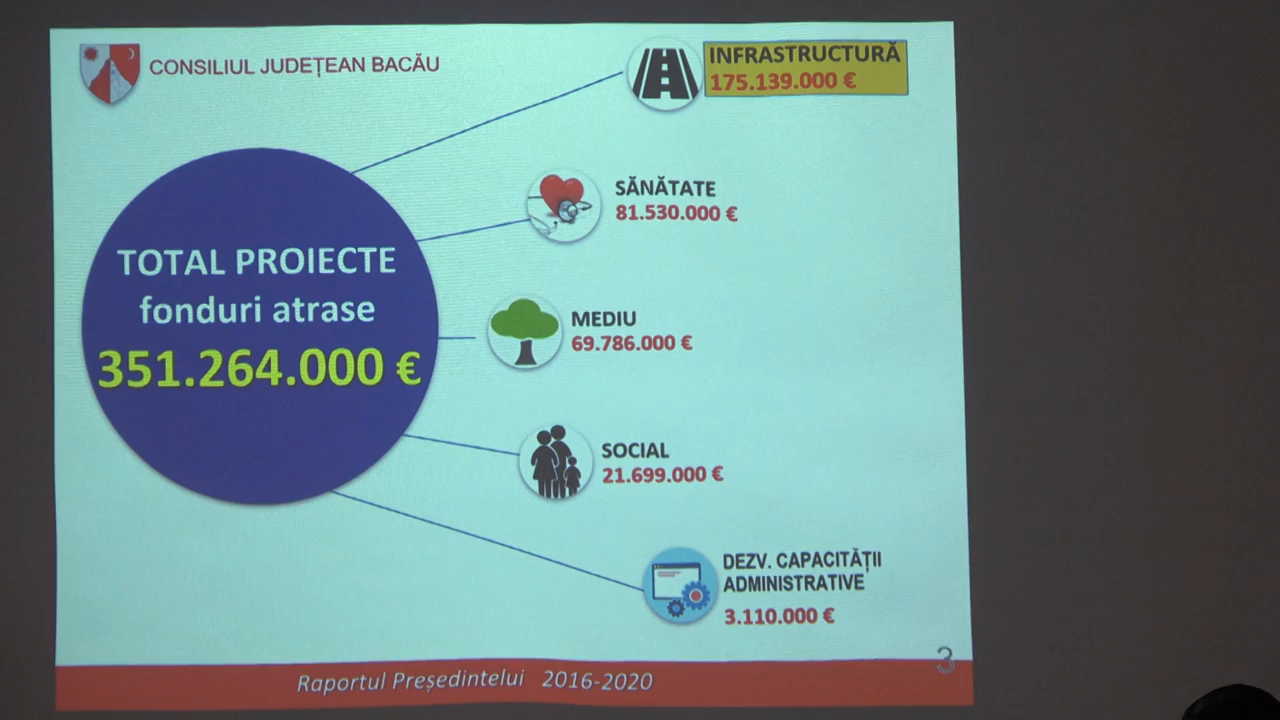 CONSILIUL JUDEȚEAN BACĂU
INFRASTRUCTURĂ
175.139.000 €
SĂNĂTATE
81.530.000 €
TOTAL PROIECTE
fonduri atrase
351.264.000 €
MEDIU
69.786.000 €
SOCIAL
21.699.000 €
DEZV. CAPACITĂȚII
ADMINISTRATIVE
3.110.000 €
Raportul Președintelui 2016-2020
3